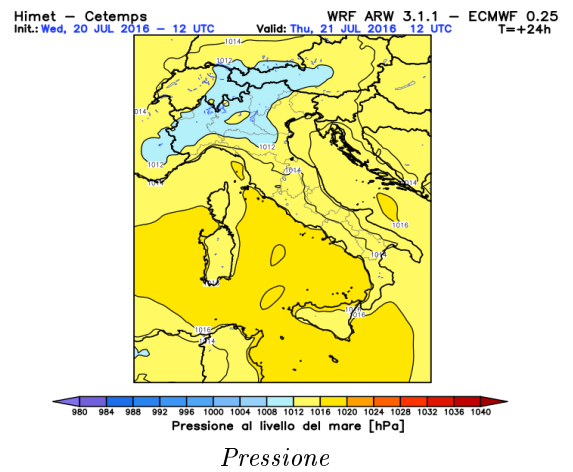 Himet – Cetemps WRF ARW 3.1.1 – ECMWF 0.25
Init.: Wed, 20 JUL 2016 – 12 UTC Valid: Thu, 21 JUL 2016 12 UTC T=+24h
1014
1012
014
1012
1012
1014
1014
014
1016
1014
1016
1016
1014
980 984 988 992 996 1000 1004 1008 1012 1016 1020 1024 1028 1032 1036 1040
Pressione al livello del mare [hPa]
Pressione